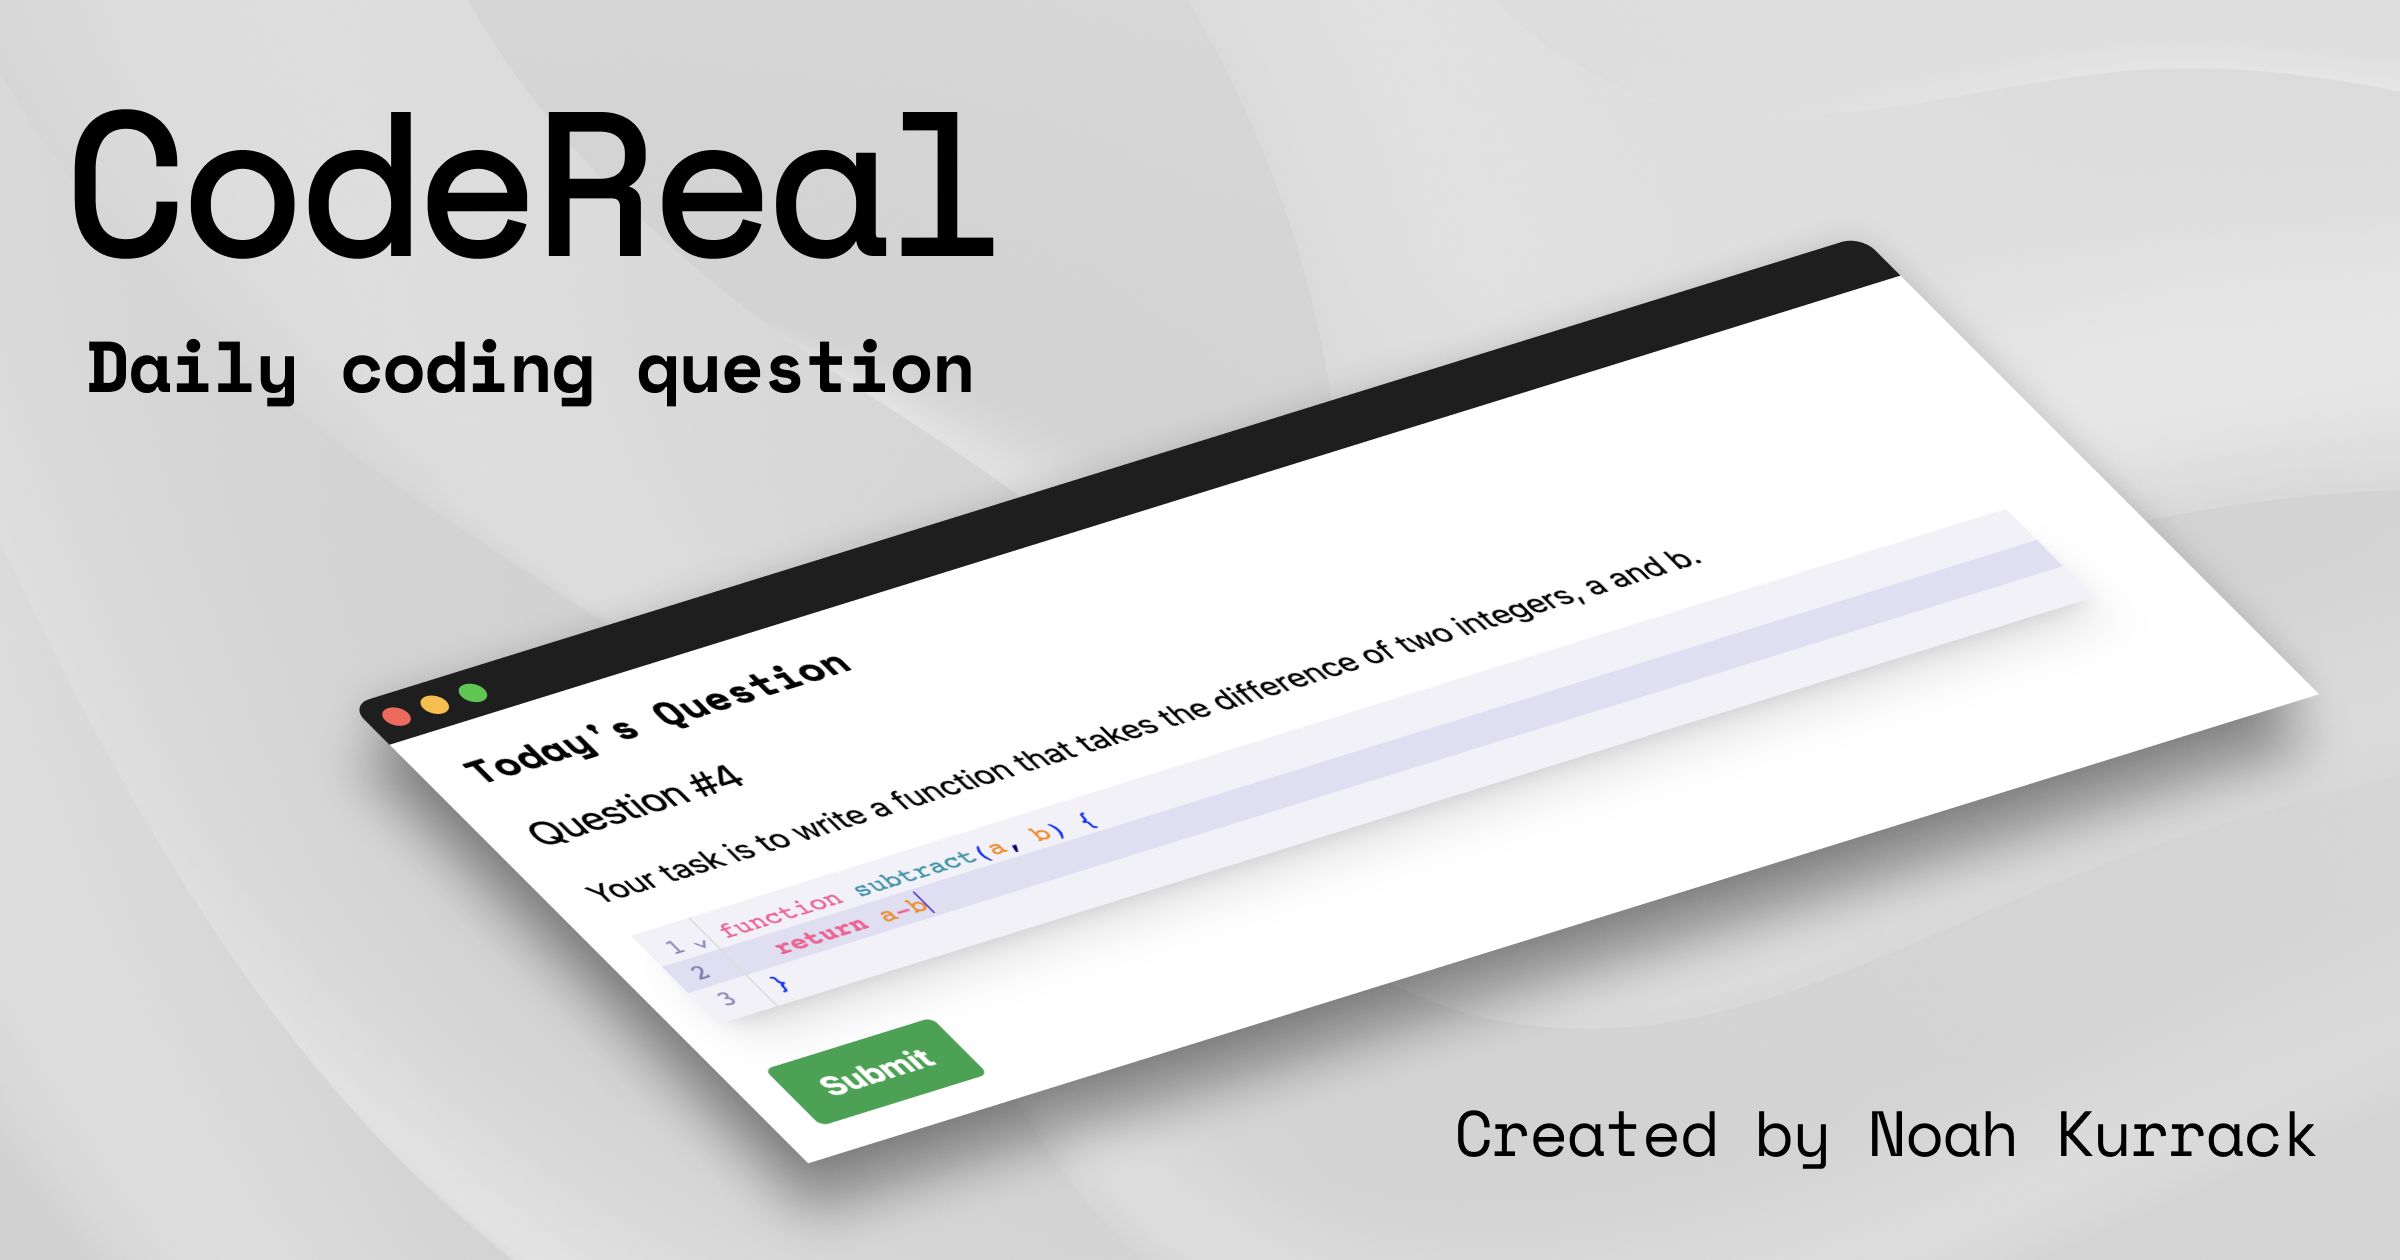 CodeReal
Daily coding question
Today's Question
Question #4
Your task is to write a function that takes the difference of two integers, a and b.
1 function subtract(a, b) {
2 return a-b
3 }
Submit
Created by Noah Kurrack